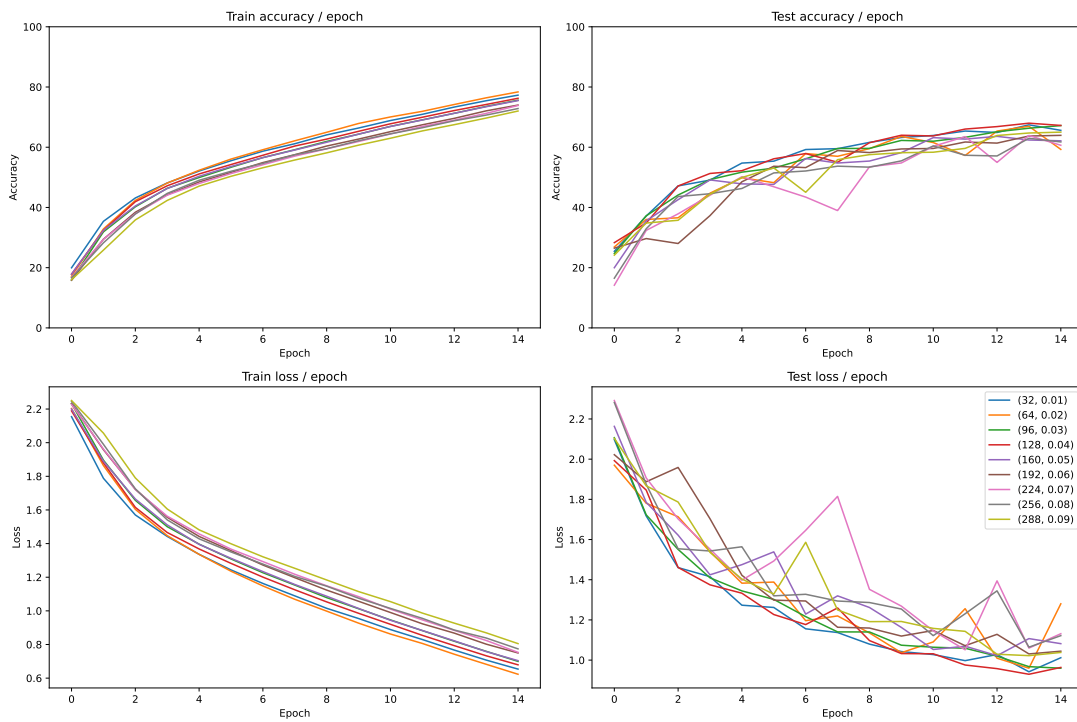 Train accuracy / epoch
100
80
60
40
20
0
Accuracy
0 2 4 6 8 10 12 14
Epoch
Test accuracy / epoch
100
80
60
40
20
0
Accuracy
0 2 4 6 8 10 12 14
Epoch
Train loss / epoch
2.2
2.0
1.8
1.6
1.4
1.2
1.0
0.8
0.6
Loss
0 2 4 6 8 10 12 14
Epoch
Test loss / epoch
2.2
2.0
1.8
1.6
1.4
1.2
1.0
Loss
0 2 4 6 8 10 12 14
Epoch
(32, 0.01)
(64, 0.02)
(96, 0.03)
(128, 0.04)
(160, 0.05)
(192, 0.06)
(224, 0.07)
(256, 0.08)
(288, 0.09)